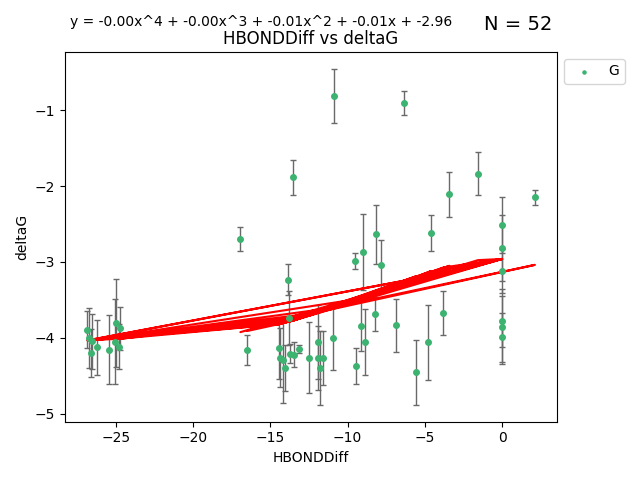 y = -0.00x^4 + -0.00x^3 + -0.01x^2 + -0.01x + -2.96
N = 52
HBONDDiff vs deltaG
G
deltaG
−1
−2
−3
−4
−5
−25
−20
−15
−10
−5
0
HBONDDiff